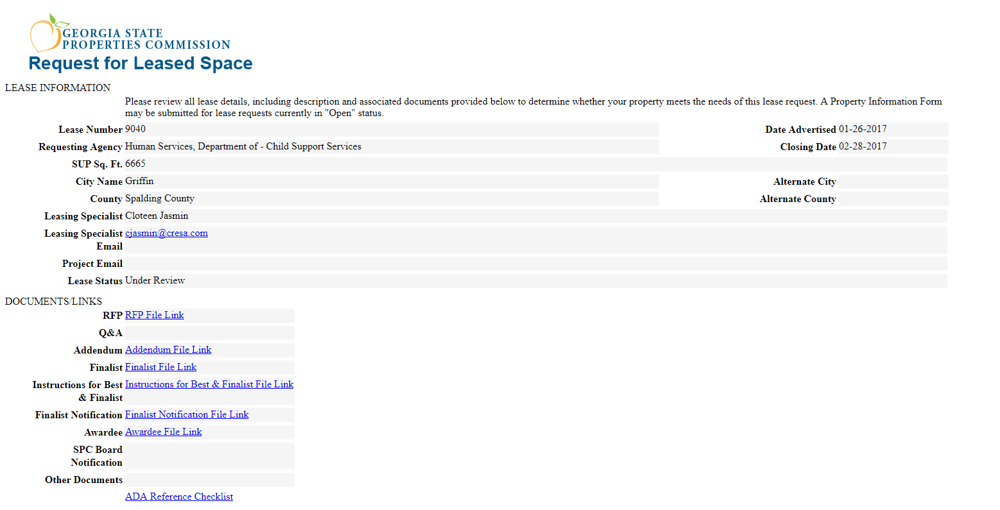 GEORGIA STATE
PROPERTIES COMMISSION
Request for Leased Space
LEASE INFORMATION
Please review all lease details, including description and associated documents provided below to determine whether your property meets the needs of this lease request. A Property Information Form
may be submitted for lease requests currently in "Open" status.
Lease Number 9040 Date Advertised 01-26-2017
Requesting Agency Human Services, Department of - Child Support Services Closing Date 02-28-2017
SUP Sq. Ft. 6665
City Name Griffin Alternate City
County Spalding County Alternate County
Leasing Specialist Cloteen Jasmin
Leasing Specialist cjasmin@cresa.com
Email
Project Email
Lease Status Under Review
DOCUMENTS/LINKS
RFP RFP File Link
Q&A
Addendum Addendum File Link
Finalist Finalist File Link
Instructions for Best Instructions for Best & Finalist File Link
& Finalist
Finalist Notification Finalist Notification File Link
Awardee Awardee File Link
SPC Board
Notification
Other Documents
ADA Reference Checklist